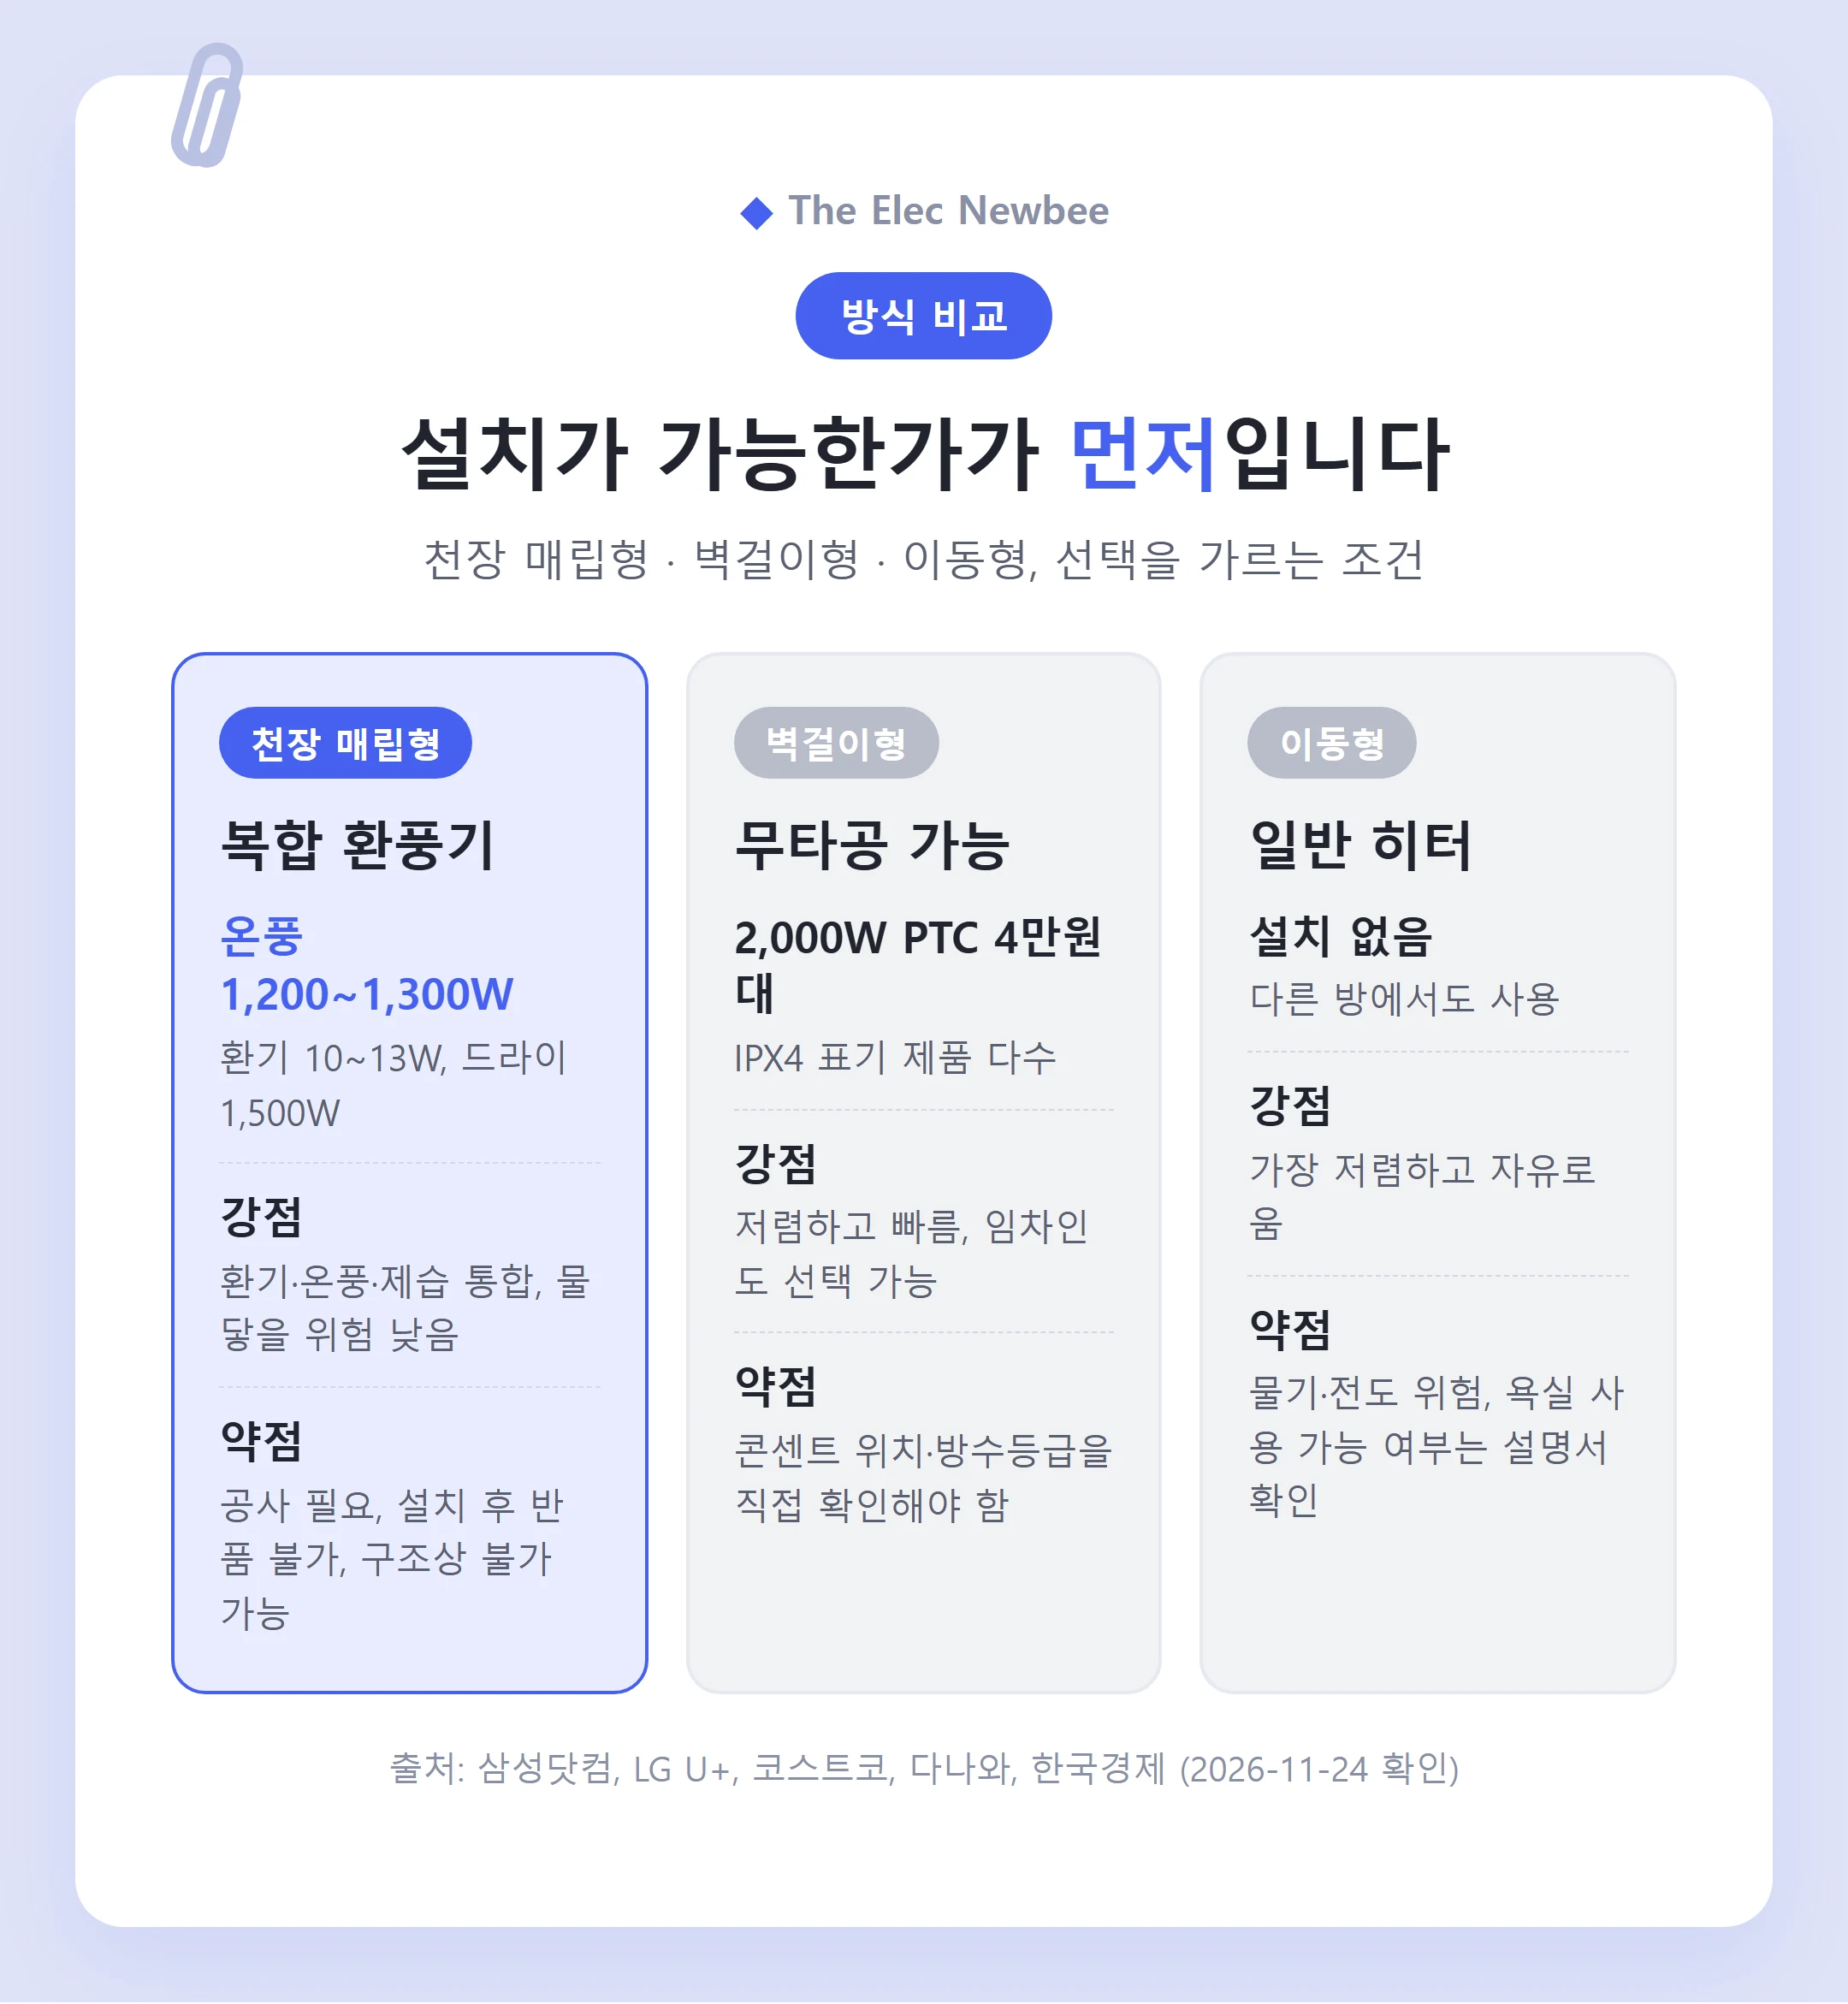 The Elec Newbee
방식 비교
설치가 가능한가가 먼저입니다
천장 매립형 · 벽걸이형 · 이동형, 선택을 가르는 조건
천장 매립형
복합 환풍기
온풍
1,200~1,300W
환기 10~13W, 드라이
1,500W
강점
환기·온풍·제습 통합, 물
닿을 위험 낮음
약점
공사 필요, 설치 후 반
품 불가, 구조상 불가
가능
벽걸이형
무타공 가능
2,000W PTC 4만원
대
IPX4 표기 제품 다수
강점
저렴하고 빠름, 임차인
도 선택 가능
약점
콘센트 위치·방수등급을
직접 확인해야 함
이동형
일반 히터
설치 없음
다른 방에서도 사용
강점
가장 저렴하고 자유로
움
약점
물기·전도 위험, 욕실 사
용 가능 여부는 설명서
확인
출처: 삼성닷컴, LG U+, 코스트코, 다나와, 한국경제 (2026-11-24 확인)